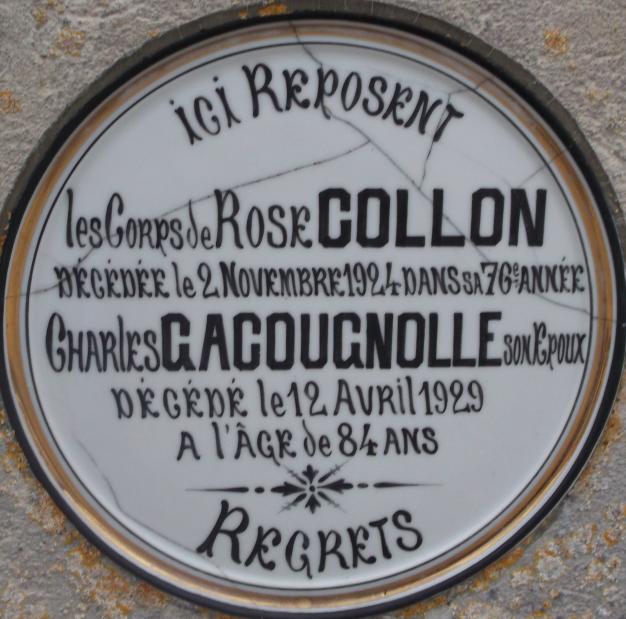 ICI REPOSENT
les Corps de ROSE COLLON
DÉCÉDÉE le 2 NOVEMBRE 1924 DANS SA 76e ANNÉE
CHARLES GACOUGNOLLE SON EPOUX
DÉCÉDÉ le 12 AVRIL 1929
A l'ÂGE de 84 ANS
REGRETS